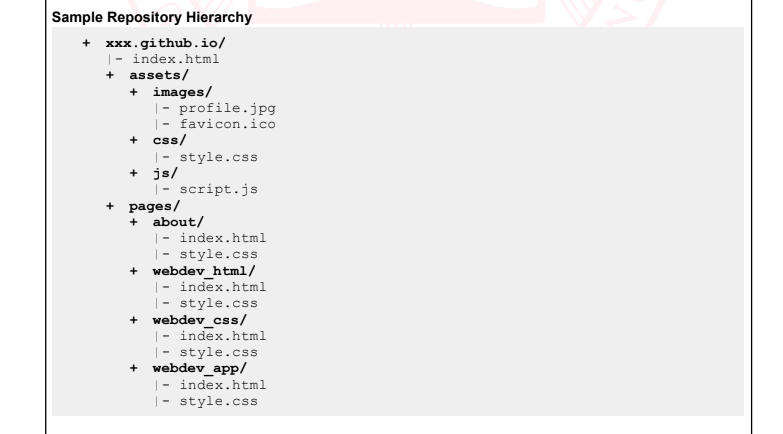 Sample Repository Hierarchy
+ xxx.github.io/
|- index.html
+ assets/
+ images/
|- profile.jpg
|- favicon.ico
+ css/
|- style.css
+ js/
|- script.js
+ pages/
+ about/
|- index.html
|- style.css
+ webdev_html/
|- index.html
|- style.css
+ webdev_css/
|- index.html
|- style.css
+ webdev_app/
|- index.html
|- style.css